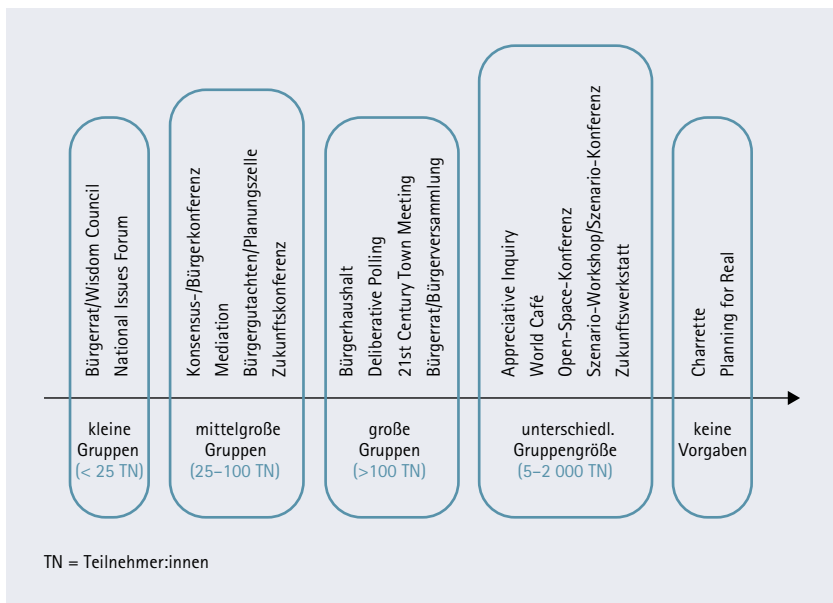 Bürgerrat/Wisdom Council
National Issues Forum
kleine
Gruppen
(< 25 TN)
Konsensus-/Bürgerkonferenz
Mediation
Bürgergutachten/Planungszelle
Zukunftskonferenz
mittelgroße
Gruppen
(25–100 TN)
Bürgerhaushalt
Deliberative Polling
21st Century Town Meeting
Bürgerrat/Bürgerversammlung
große
Gruppen
(>100 TN)
Appreciative Inquiry
World Café
Open-Space-Konferenz
Szenario-Workshop/Szenario-Konferenz
Zukunftswerkstatt
unterschiedl.
Gruppengröße
(5–2 000 TN)
Charrette
Planning for Real
keine
Vorgaben
TN = Teilnehmer:innen